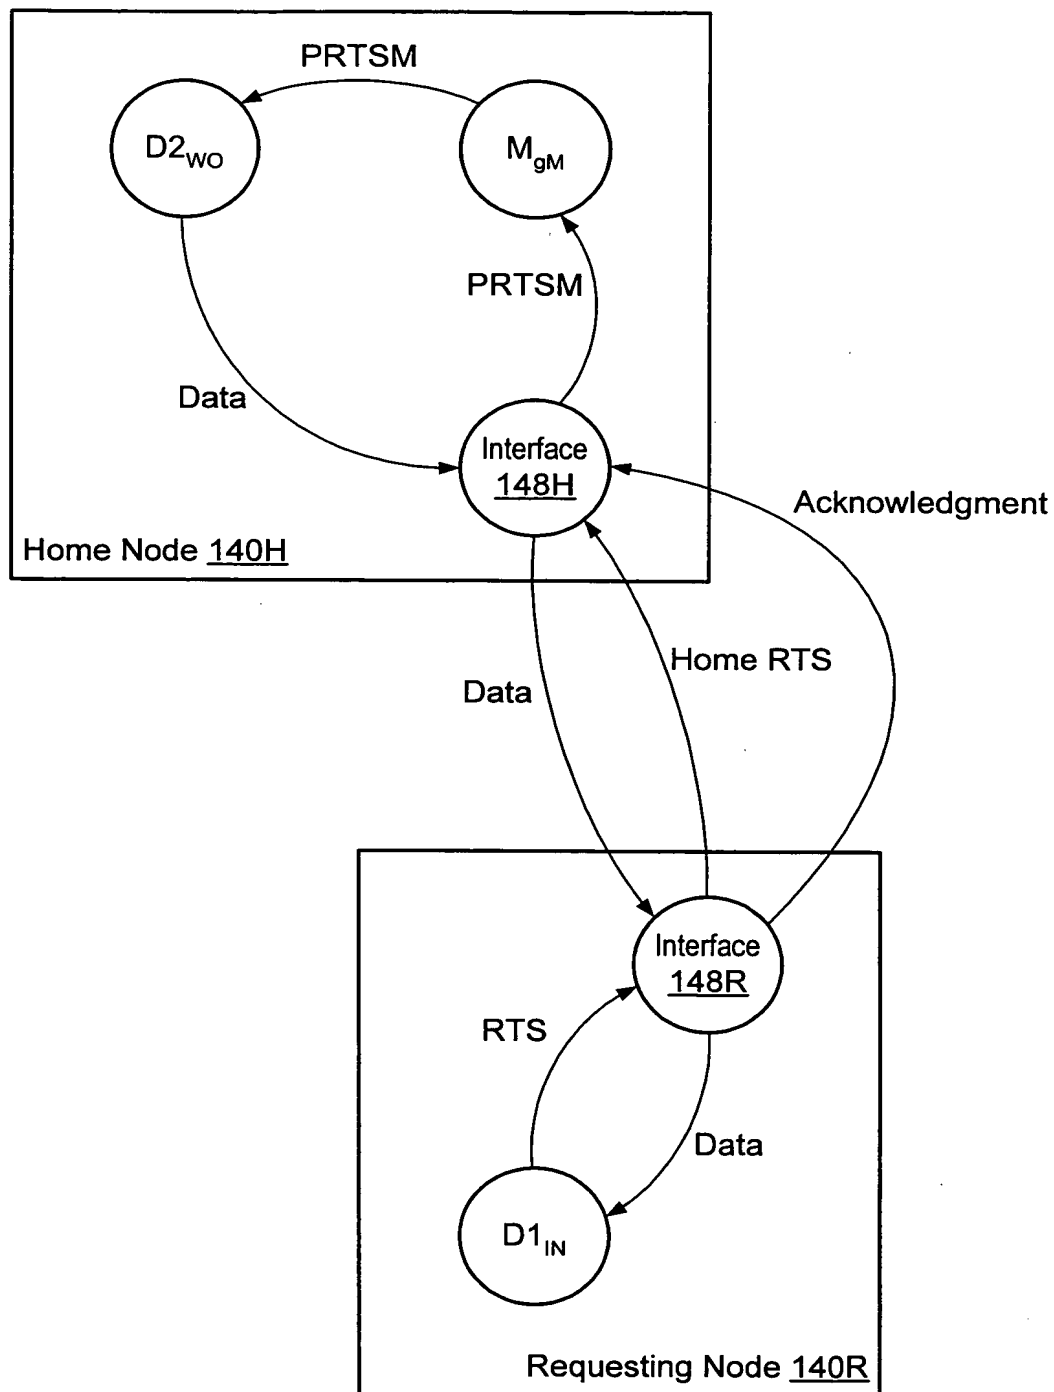 PRTSM
D2WO
MgM
PRTSM
Data
Interface
148H
Acknowledgment
Home Node 140H
Home RTS
Data
Interface
148R
RTS
Data
D1IN
Requesting Node 140R